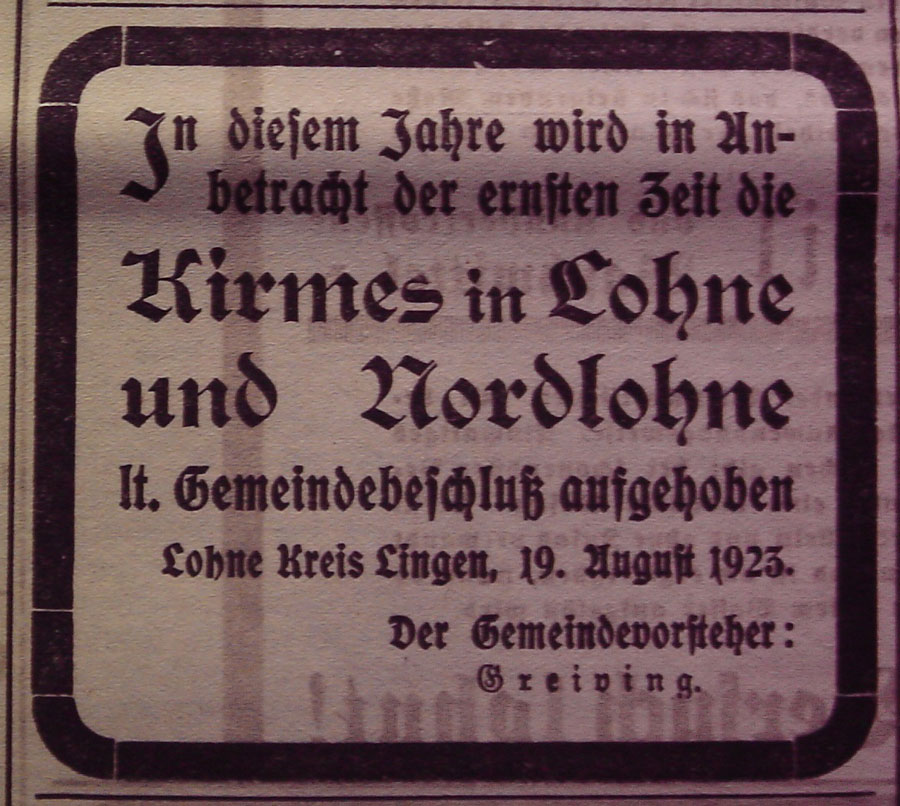 In diesem Jahre wird in An-
betracht der ernsten Zeit die
Kirmes in Lohne
und Nordlohne
lt. Gemeindebeschluß aufgehoben
Lohne Kreis Lingen, 19. August 1923.
Der Gemeindevorsteher:
Greiving.